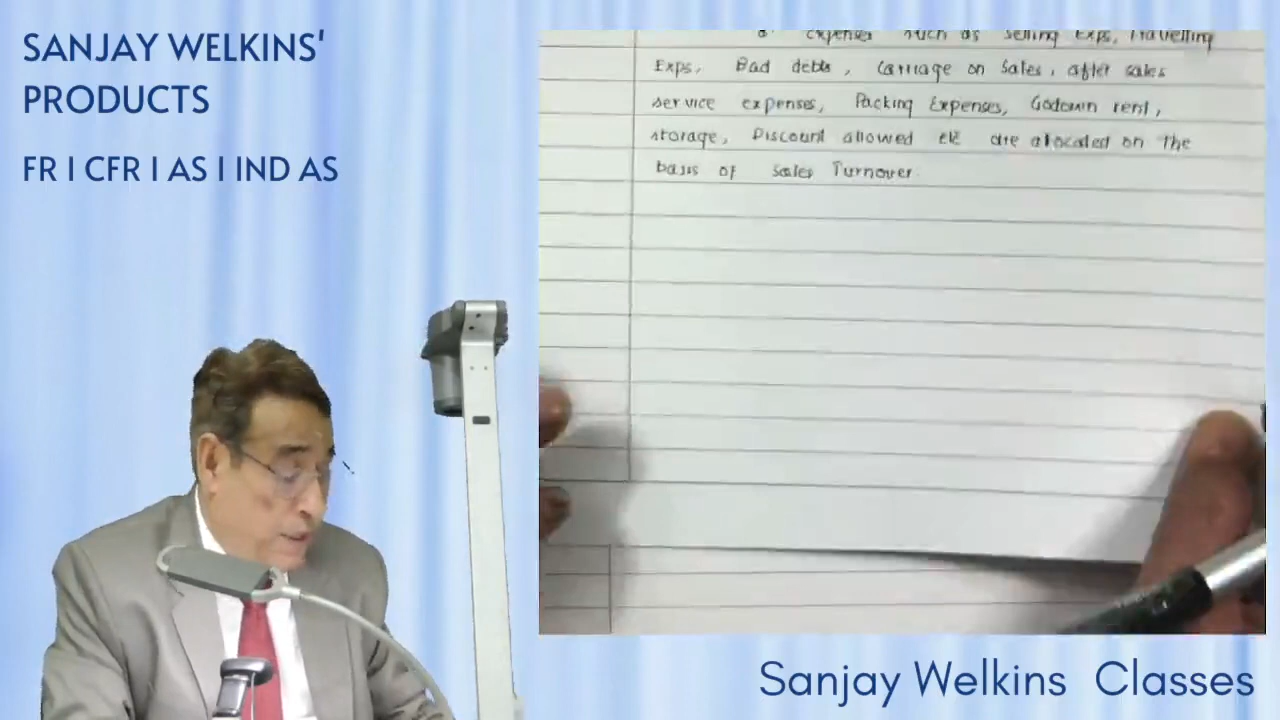 SANJAY WELKINS'
PRODUCTS
FR I CFR I AS I IND AS
expenses such as selling Exps, Travelling
Exps, Bad debts, Carriage on Sales, after sales
service expenses, Packing Expenses, Godown rent,
storage, Discount allowed etc are allocated on the
basis of Sales Turnover.
Sanjay Welkins Classes